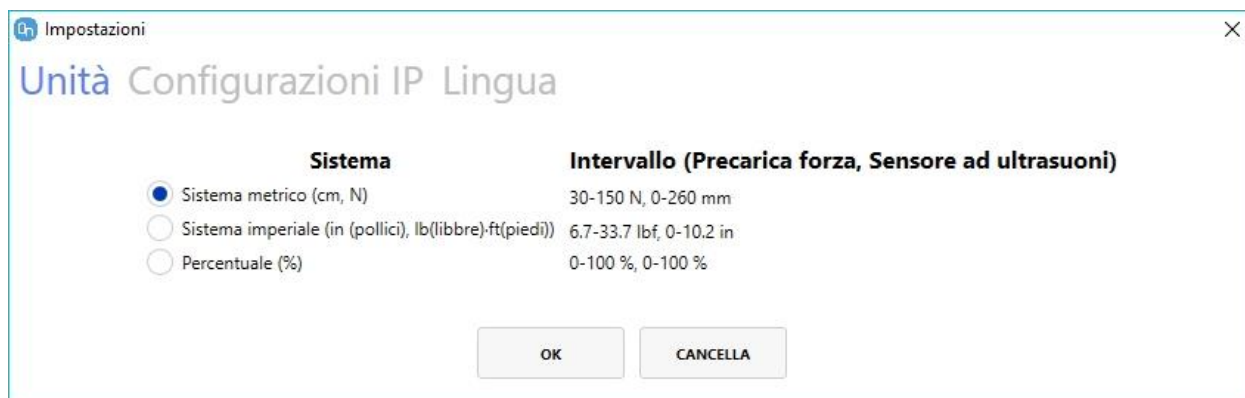 Impostazioni
Unità Configurazioni IP Lingua
Sistema Intervallo (Precarica forza, Sensore ad ultrasuoni)
Sistema metrico (cm, N) 30-150 N, 0-260 mm
Sistema imperiale (in (pollici), lb(libbre)·ft(piedi)) 6.7-33.7 lbf, 0-10.2 in
Percentuale (%) 0-100 %, 0-100 %
OK CANCELLA